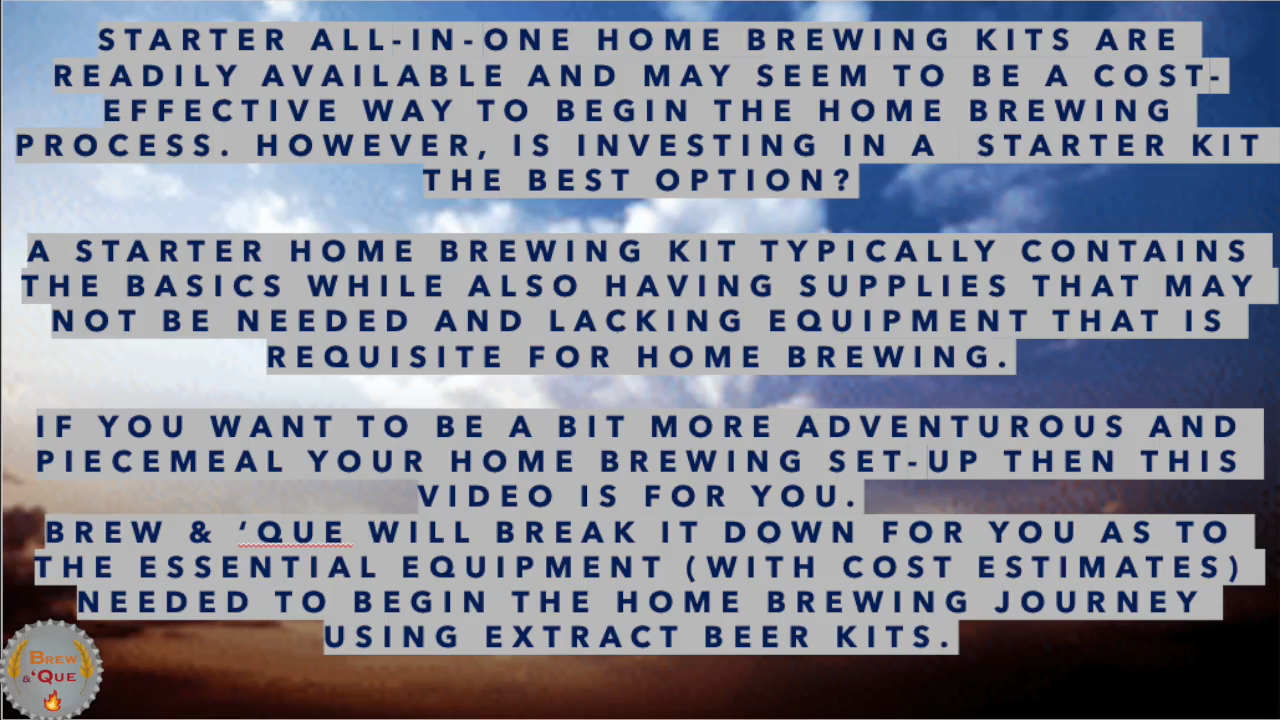 STARTER ALL-IN-ONE HOME BREWING KITS ARE
READILY AVAILABLE AND MAY SEEM TO BE A COST-
EFFECTIVE WAY TO BEGIN THE HOME BREWING
PROCESS. HOWEVER, IS INVESTING IN A STARTER KIT
THE BEST OPTION?
A STARTER HOME BREWING KIT TYPICALLY CONTAINS
THE BASICS WHILE ALSO HAVING SUPPLIES THAT MAY
NOT BE NEEDED AND LACKING EQUIPMENT THAT IS
REQUISITE FOR HOME BREWING.
IF YOU WANT TO BE A BIT MORE ADVENTUROUS AND
PIECEMEAL YOUR HOME BREWING SET-UP THEN THIS
VIDEO IS FOR YOU.
BREW & ‘QUE WILL BREAK IT DOWN FOR YOU AS TO
THE ESSENTIAL EQUIPMENT (WITH COST ESTIMATES)
NEEDED TO BEGIN THE HOME BREWING JOURNEY
USING EXTRACT BEER KITS.
BREW
&‘QUE